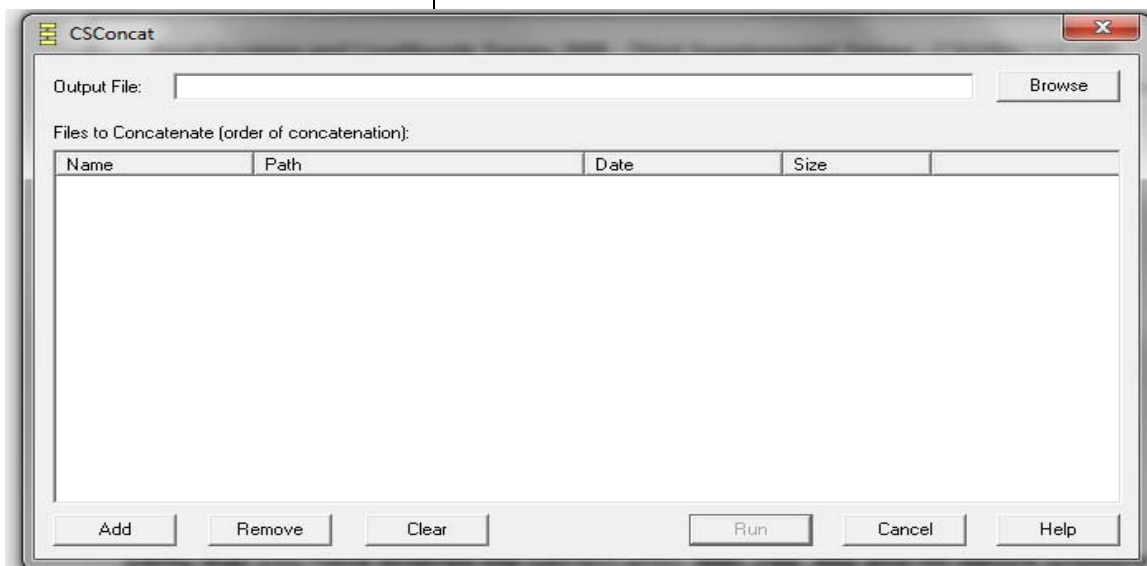 CSConcat
Output File:
Browse
Files to Concatenate (order of concatenation):
Name Path Date Size
Add Remove Clear Run Cancel Help